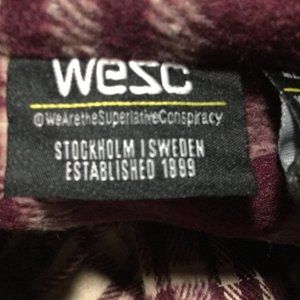 wesc
@WeAretheSuperlativeConspiracy
STOCKHOLM | SWEDEN
ESTABLISHED 1999